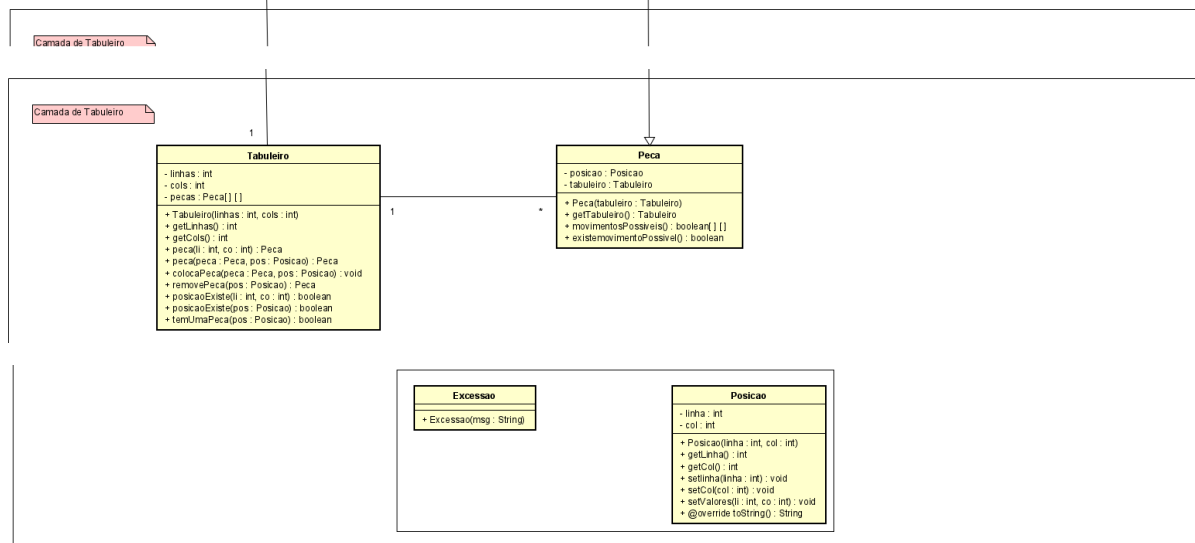 Camada de Tabuleiro
Camada de Tabuleiro
1
Tabuleiro
- linhas : int
- cols : int
- pecas : Peca[ ] [ ]
+ Tabuleiro(linhas : int, cols : int)
+ getLinhas() : int
+ getCols() : int
+ peca(li : int, co : int) : Peca
+ peca(peca : Peca, pos : Posicao) : Peca
+ colocaPeca(peca : Peca, pos : Posicao) : void
+ removePeca(pos : Posicao) : Peca
+ posicaoExiste(li : int, co : int) : boolean
+ posicaoExiste(pos : Posicao) : boolean
+ temUmaPeca(pos : Posicao) : boolean
1
*
Peca
- posicao : Posicao
- tabuleiro : Tabuleiro
+ Peca(tabuleiro : Tabuleiro)
+ getTabuleiro() : Tabuleiro
+ movimentosPossiveis() : boolean[ ] [ ]
+ existemovimentoPossivel() : boolean
Excessao
+ Excessao(msg : String)
Posicao
- linha : int
- col : int
+ Posicao(linha : int, col : int)
+ getLinha() : int
+ getCol() : int
+ setlinha(linha : int) : void
+ setCol(col : int) : void
+ setValores(li : int, co : int) : void
+ @override toString() : String